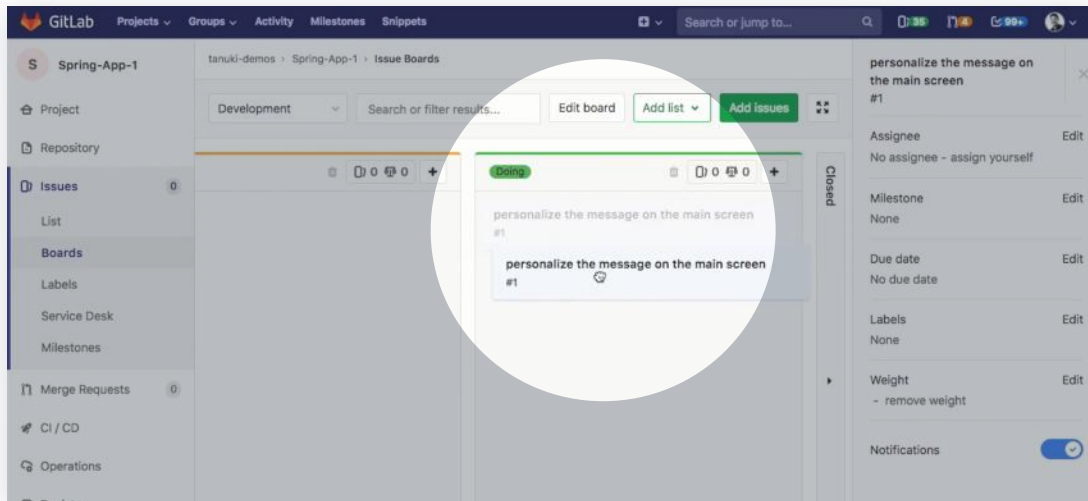 GitLab Projects Groups Activity Milestones Snippets Search or jump to... 35 4 99+
S Spring-App-1
Project
Repository
Issues 0
List
Boards
Labels
Service Desk
Milestones
Merge Requests 0
CI / CD
Operations
tanuki-demos › Spring-App-1 › Issue Boards
Development Search or filter results... Edit board Add list Add issues
0 0 +
Doing 0 0 +
personalize the message on the main screen
#1
personalize the message on the main screen
#1
Closed
personalize the message on
the main screen
#1
Assignee Edit
No assignee - assign yourself
Milestone Edit
None
Due date Edit
No due date
Labels Edit
None
Weight Edit
- remove weight
Notifications